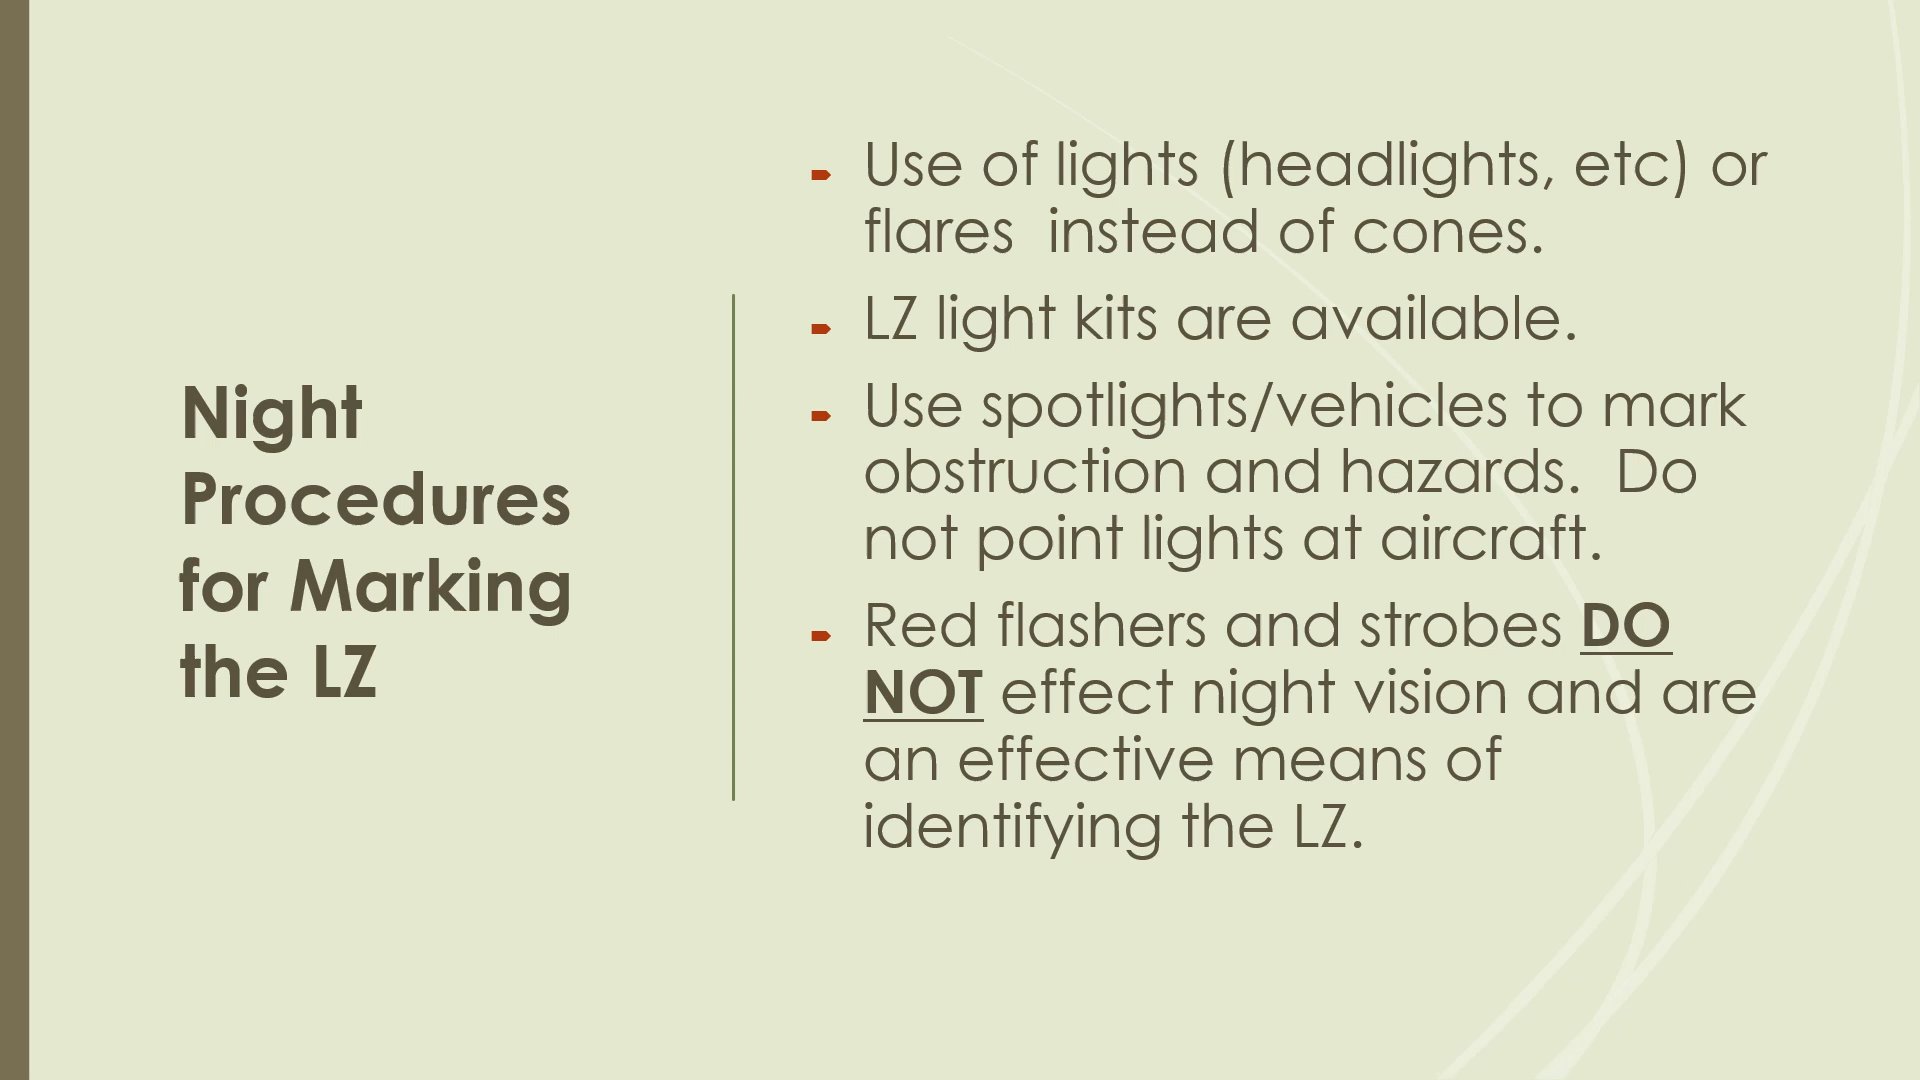 Night
Procedures
for Marking
the LZ
Use of lights (headlights, etc) or
flares  instead of cones.
LZ light kits are available.
Use spotlights/vehicles to mark
obstruction and hazards.  Do
not point lights at aircraft.
Red flashers and strobes DO
NOT effect night vision and are
an effective means of
identifying the LZ.